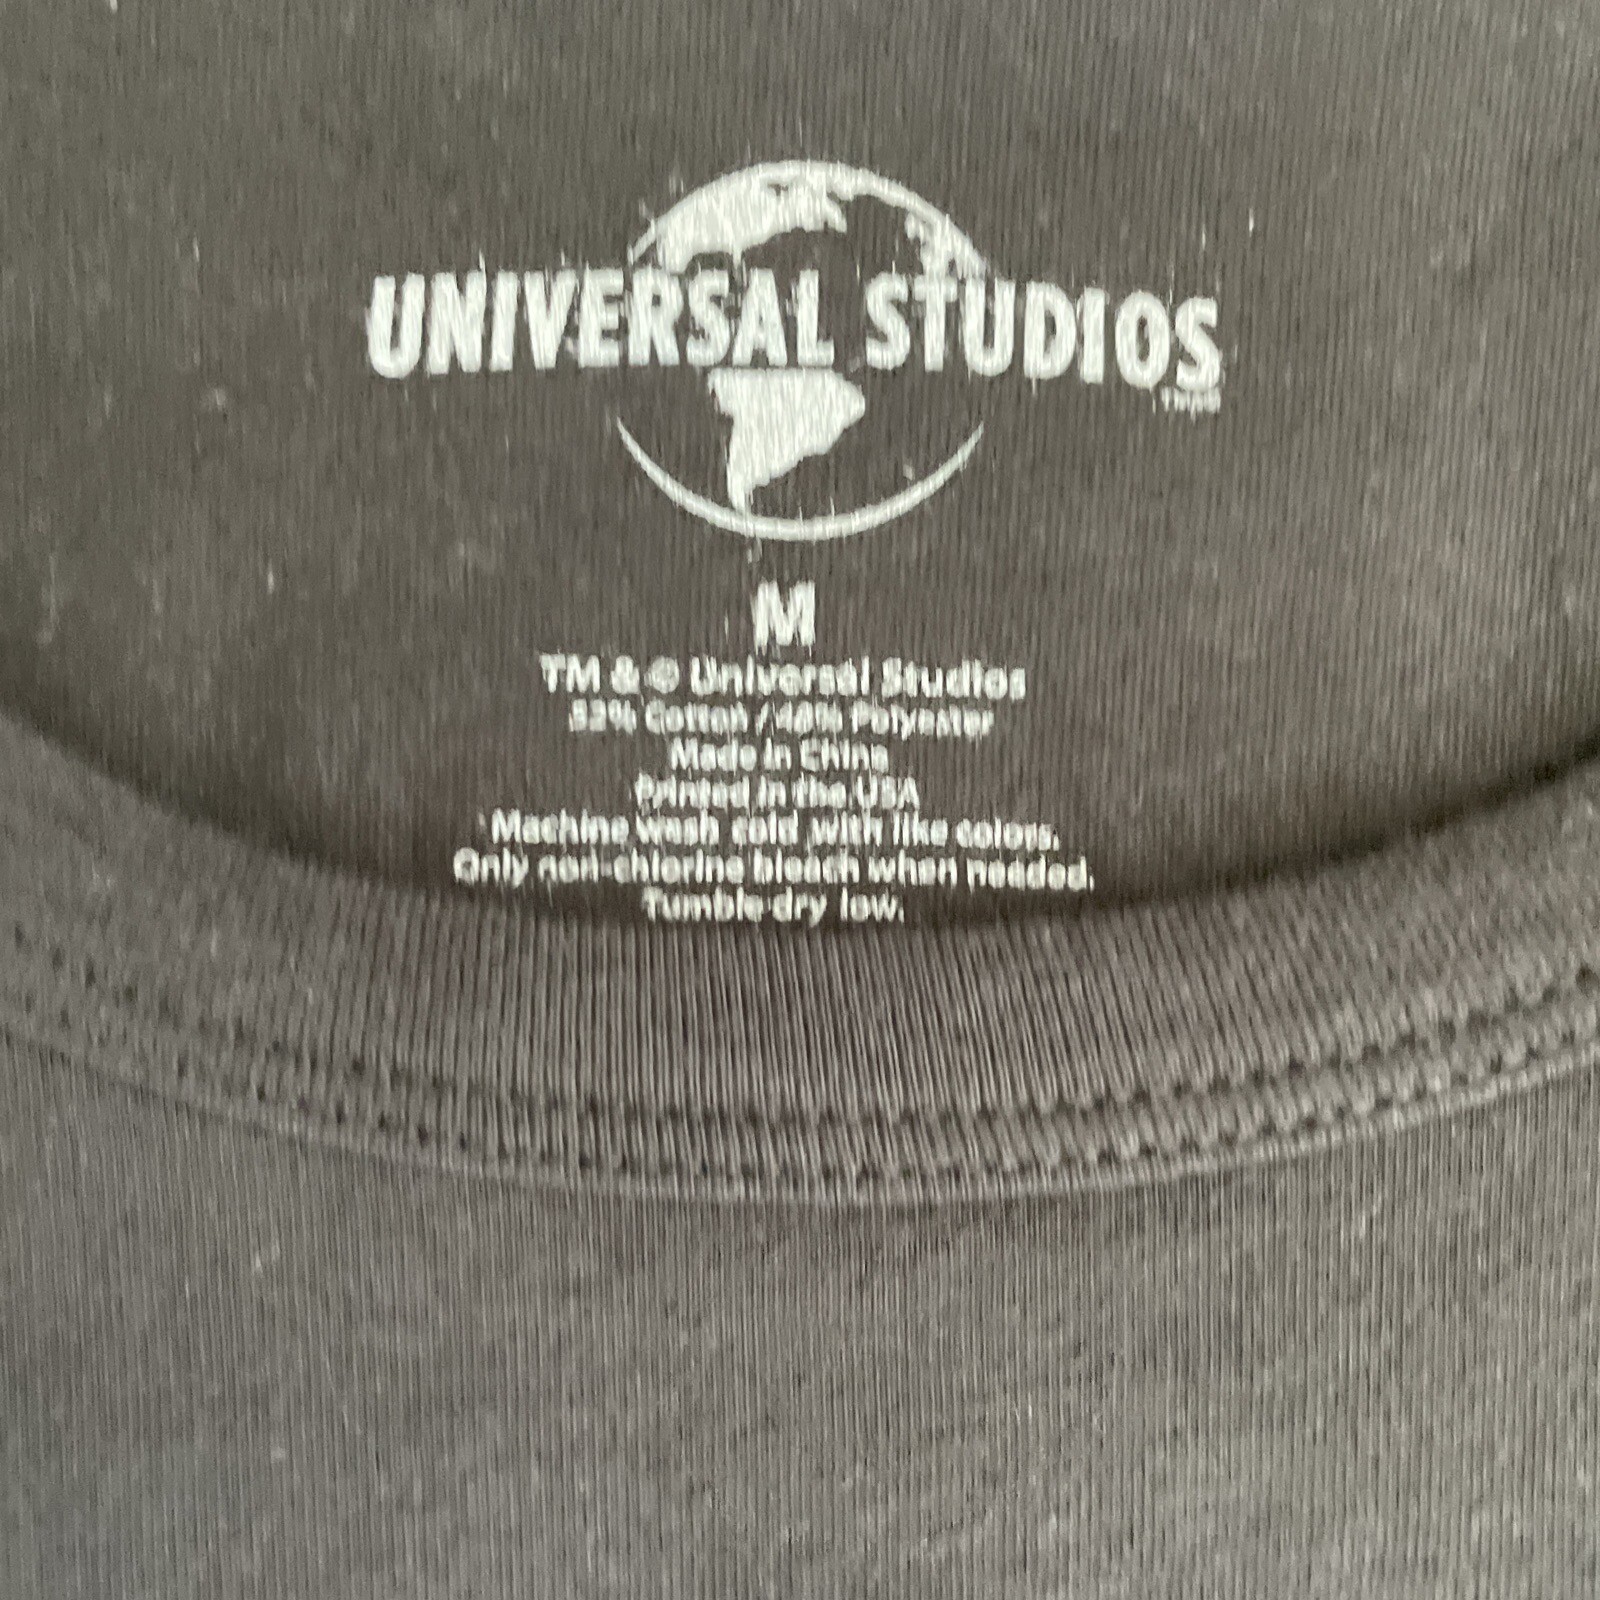 UNIVERSAL STUDIOS
M
TM & © Universal Studios
52% Cotton / 48% Polyester
Made in China
Printed in the USA
Machine wash cold with like colors.
Only non-chlorine bleach when needed.
Tumble dry low.